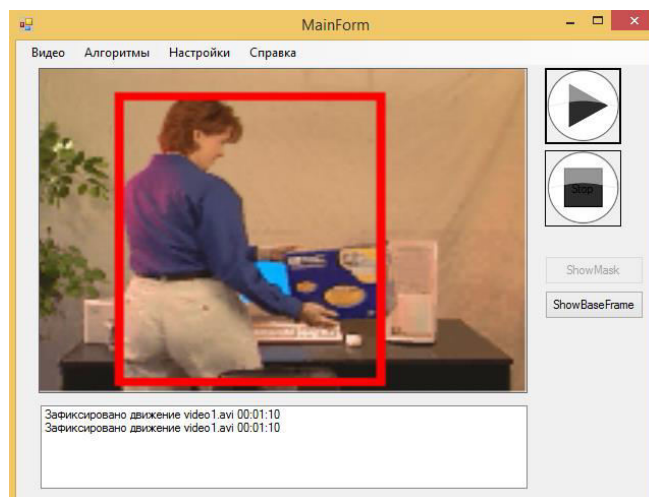 MainForm
Видео Алгоритмы Настройки Справка
Stop
ShowMask
ShowBaseFrame
Зафиксировано движение video1.avi 00:01:10
Зафиксировано движение video1.avi 00:01:10